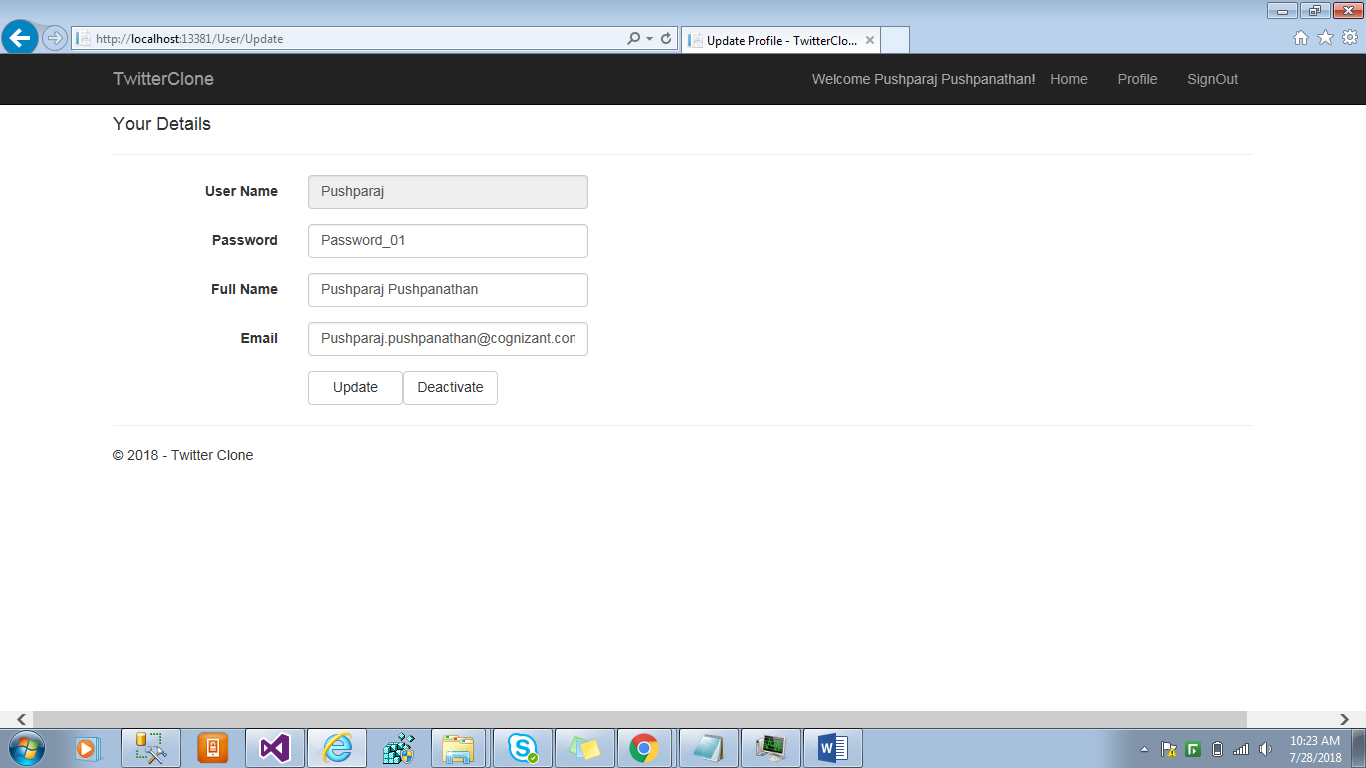 http://localhost:13381/User/Update
Update Profile - TwitterClo...
TwitterClone
Welcome Pushparaj Pushpanathan!
Home
Profile
SignOut
Your Details
User Name
Pushparaj
Password
Password_01
Full Name
Pushparaj Pushpanathan
Email
Pushparaj.pushpanathan@cognizant.com
Update
Deactivate
© 2018 - Twitter Clone
10:23 AM
7/28/2018